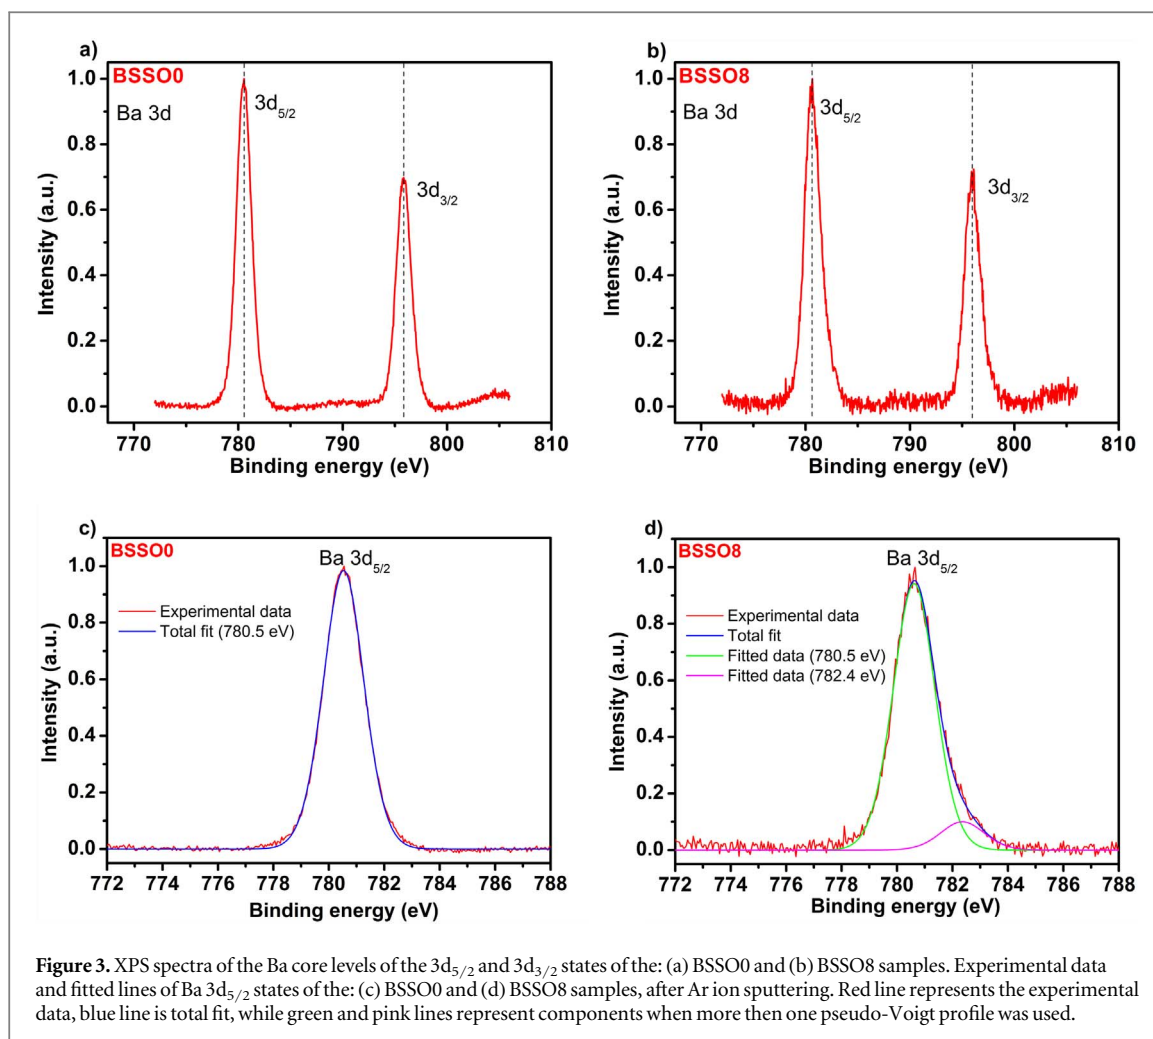 a)
BSSO0
Ba 3d
3d5/2
3d3/2
1.0
0.8
0.6
0.4
0.2
0.0
Intensity (a.u.)
770 780 790 800 810
Binding energy (eV)
b)
BSSO8
Ba 3d
3d5/2
3d3/2
1.0
0.8
0.6
0.4
0.2
0.0
Intensity (a.u.)
770 780 790 800 810
Binding energy (eV)
c)
BSSO0
Ba 3d5/2
Experimental data
Total fit (780.5 eV)
1.0
0.8
0.6
0.4
0.2
0.0
Intensity (a.u.)
772 774 776 778 780 782 784 786 788
Binding energy (eV)
d)
BSSO8
Ba 3d5/2
Experimental data
Total fit
Fitted data (780.5 eV)
Fitted data (782.4 eV)
1.0
0.8
0.6
0.4
0.2
0.0
Intensity (a.u.)
772 774 776 778 780 782 784 786 788
Binding energy (eV)
Figure 3. XPS spectra of the Ba core levels of the 3d5/2 and 3d3/2 states of the: (a) BSSO0 and (b) BSSO8 samples. Experimental data
and fitted lines of Ba 3d5/2 states of the: (c) BSSO0 and (d) BSSO8 samples, after Ar ion sputtering. Red line represents the experimental
data, blue line is total fit, while green and pink lines represent components when more then one pseudo-Voigt profile was used.